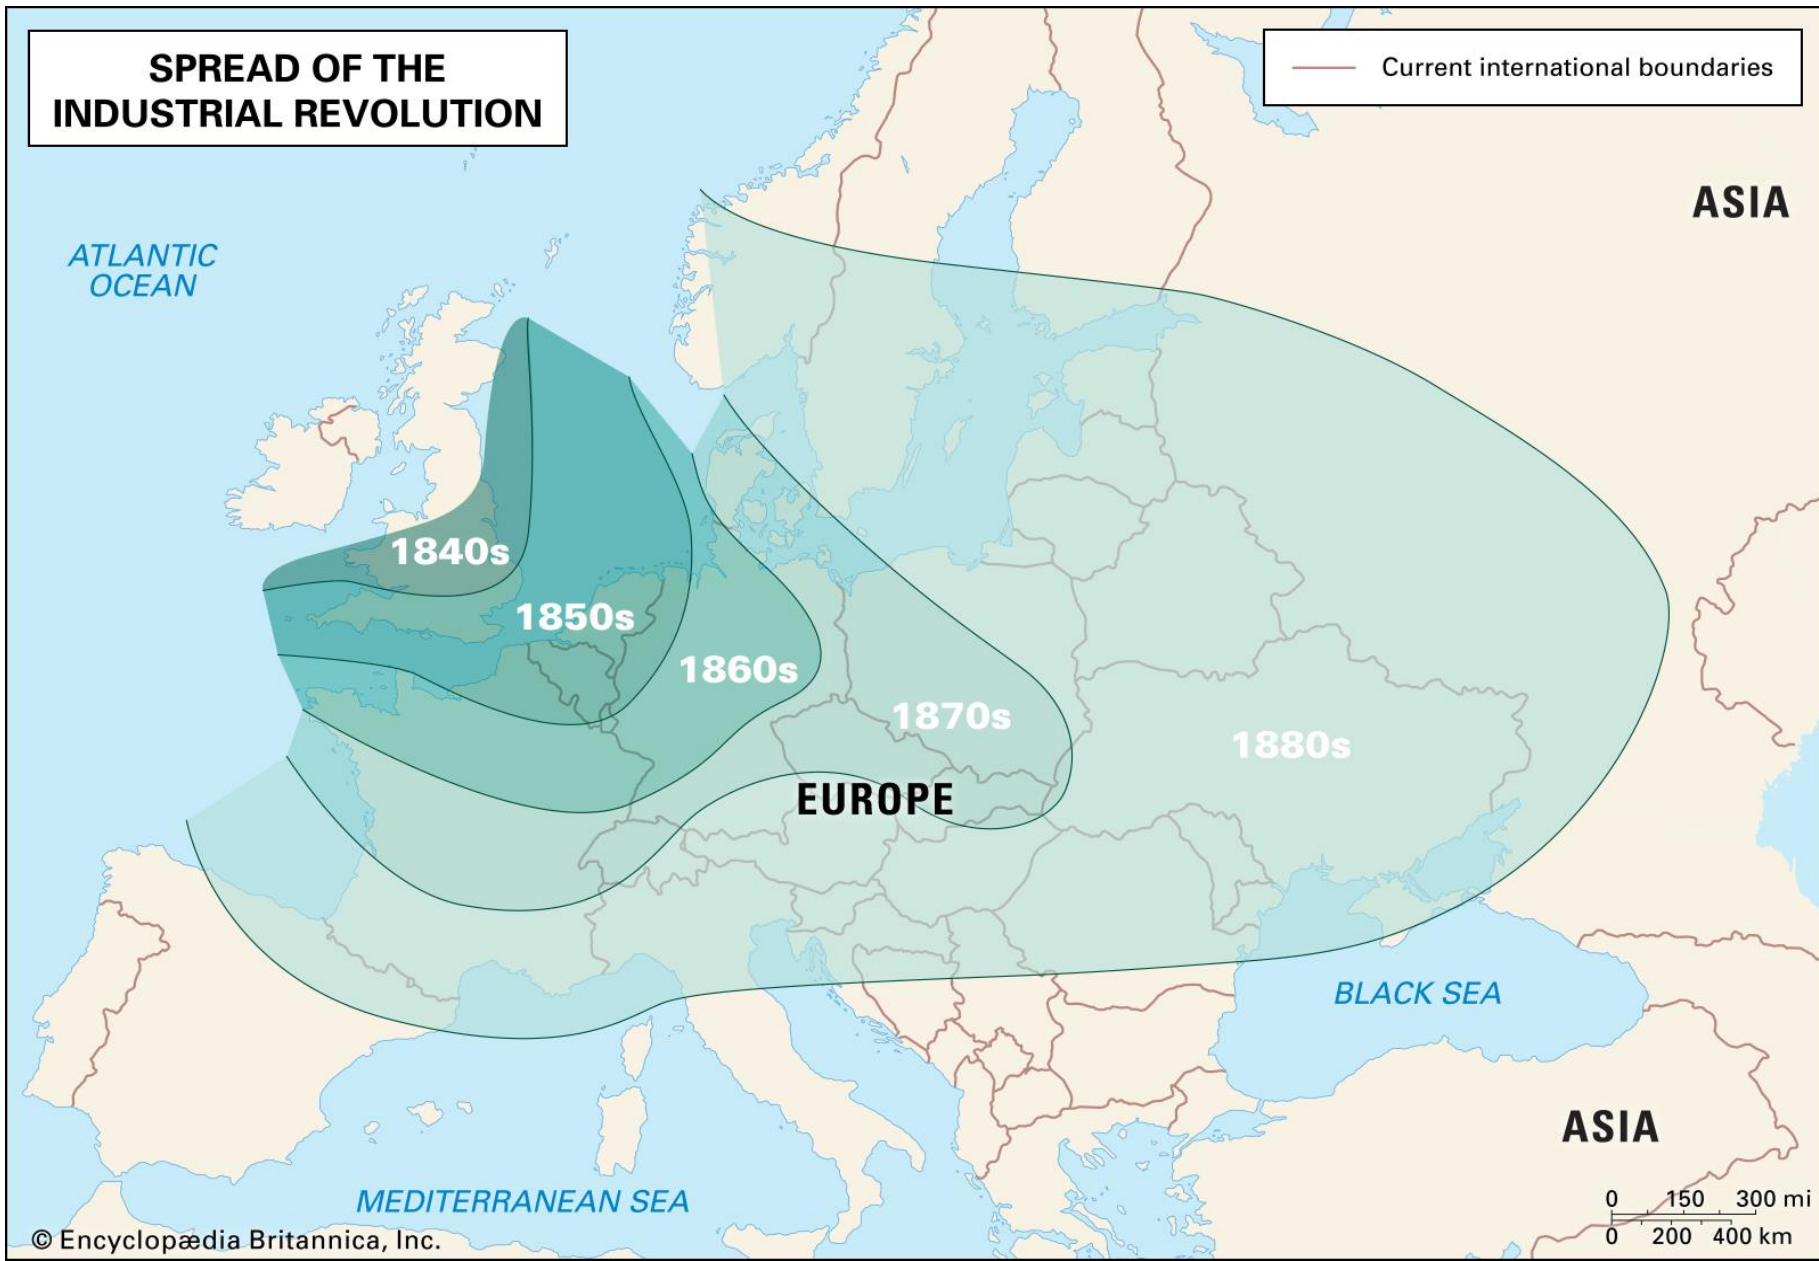 SPREAD OF THE
INDUSTRIAL REVOLUTION
Current international boundaries
ASIA
ATLANTIC
OCEAN
1840s
1850s
1860s
1870s
1880s
EUROPE
BLACK SEA
ASIA
MEDITERRANEAN SEA
0 150 300 mi
0 200 400 km
© Encyclopædia Britannica, Inc.